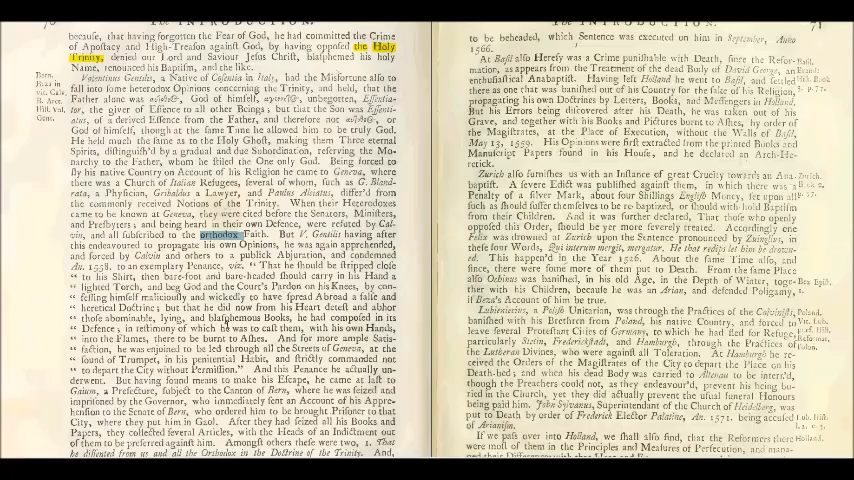 because, that having forgotten the Fear of God, he had committed the Crime
of Apostacy and High-Treason against God, by having opposed the Holy
Trinity, denied our Lord and Saviour Jesus Christ, blasphemed his holy
Name, renounced his Baptism, and the like.
Valentinus Gentilis, a Native of Cosentia in Italy, had the Misfortune also to
fall into some heterodox Opinions concerning the Trinity, and held, that the
Father alone was God of himself, unbegotten, Essentia-
tor, the giver of Essence to all other Beings; but that the Son was Essenti-
atus, of a derived Essence from the Father, and therefore not
God of himself, though at the same Time he allowed him to be truly God.
He held much the same as to the Holy Ghost, making them Three eternal
Spirits, distinguish'd by a gradual and due Subordination, reserving the Mo-
narchy to the Father, whom he stiled the One only God. Being forced to
fly his native Country on Account of his Religion he came to Geneva, where
there was a Church of Italian Refugees, several of whom, such as G. Bland-
rata, a Physician, Gribaldus a Lawyer, and Paulus Alciatus, differ'd from
the commonly received Notions of the Trinity. When their Heterodoxes
came to be known at Geneva, they were cited before the Senators, Ministers,
and Presbyters; and being heard in their own Defence, were refuted by Cal-
vin, and all subscribed to the orthodox Faith. But V. Gentilis having after
this endeavoured to propagate his own Opinions, he was again apprehended,
and forced by Calvin and others to a publick Abjuration, and condemned
An. 1558. to an exemplary Penance, viz. “ That he should be stripped close
“ to his Shirt, then bare-foot and bare-headed should carry in his Hand a
“ lighted Torch, and beg God and the Court's Pardon on his Knees, by con-
“ fessing himself maliciously and wickedly to have spread Abroad a false and
“ heretical Doctrine; but that he did now from his Heart detest and abhor
“ those abominable, lying, and blasphemous Books, he had composed in its
“ Defence; in testimony of which he was to cast them, with his own Hands,
“ into the Flames, there to be burnt to Ashes. And for more ample Satis-
“ faction, he was enjoined to be led through all the Streets of Geneva, at the
“ sound of Trumpet, in his penitential Habit, and strictly commanded not
“ to depart the City without Permission.” And this Penance he actually un-
derwent. But having found means to make his Escape, he came at last to
Gaium, a Prefecture, subject to the Canton of Bern, where he was seized and
imprisoned by the Governor, who immediately sent an Account of his Appre-
hension to the Senate of Bern, who ordered him to be brought Prisoner to that
City, where they put him in Gaol. After they had seized all his Books and
Papers, they collected several Articles, with the Heads of an Indictment out
of them to be preferred against him. Amongst others these were two, 1. That
he dissented from us and all the Orthodox in the Doctrine of the Trinity. And,
to be beheaded, which Sentence was executed on him in September, Anno
1566.
At Basil also Heresy was a Crime punishable with Death, since the Refor-
mation, as appears from the Treatment of the dead Body of David George, an
enthusiastical Anabaptist. Having left Holland he went to Basil, and settled
there as one that was banished out of his Country for the sake of his Religion,
propagating his own Doctrines by Letters, Books, and Messengers in Holland.
But his Errors being discovered after his Death, he was taken out of his
Grave, and together with his Books and Pictures burnt to Ashes, by order of
the Magistrates, at the Place of Execution, without the Walls of Basil,
May 13, 1559. His Opinions were first extracted from the printed Books and
Manuscript Papers found in his House, and he declared an Arch-He-
retick.
Zurich also furnishes us with an Instance of great Cruelty towards an Ana-
baptist. A severe Edict was published against them, in which there was a
Penalty of a silver Mark, about four Shillings English Money, set upon all
such as should suffer themselves to be re-baptized, or should with-hold Baptism
from their Children. And it was further declared, That those who openly
opposed this Order, should be yet more severely treated. Accordingly one
Felix was drowned at Zurich upon the Sentence pronounced by Zuinglius, in
these four Words, Qui iterum mergit, mergatur. He that redips let him be drown-
ed. This happen'd in the Year 1526. About the same Time also, and
since, there were some more of them put to Death. From the same Place
also Ochinus was banished, in his old Age, in the Depth of Winter, toge-
ther with his Children, because he was an Arian, and defended Poligamy,
if Beza's Account of him be true.
Lubieniecius, a Polish Unitarian, was through the Practices of the Calvinists,
banished with his Brethren from Poland, his native Country, and forced to
leave several Protestant Cities of Germany, to which he had fled for Refuge,
particularly Stetin, Frederickstadt, and Hamburgh, through the Practices of
the Lutheran Divines, who were against all Toleration. At Hamburgh he re-
ceived the Orders of the Magistrates of the City to depart the Place on his
Death-bed; and when his dead Body was carried to Altenau to be interr'd,
though the Preachers could not, as they endeavour'd, prevent his being bu-
ried in the Church, yet they did actually prevent the usual funeral Honours
being paid him. John Sylvanus, Superintendant of the Church of Heidelberg, was
put to Death by order of Frederick Elector Palatine, An. 1571. being accused
of Arianism.
If we pass over into Holland, we shall also find, that the Reformers there
were most of them in the Principles and Measures of Persecution, and mana-